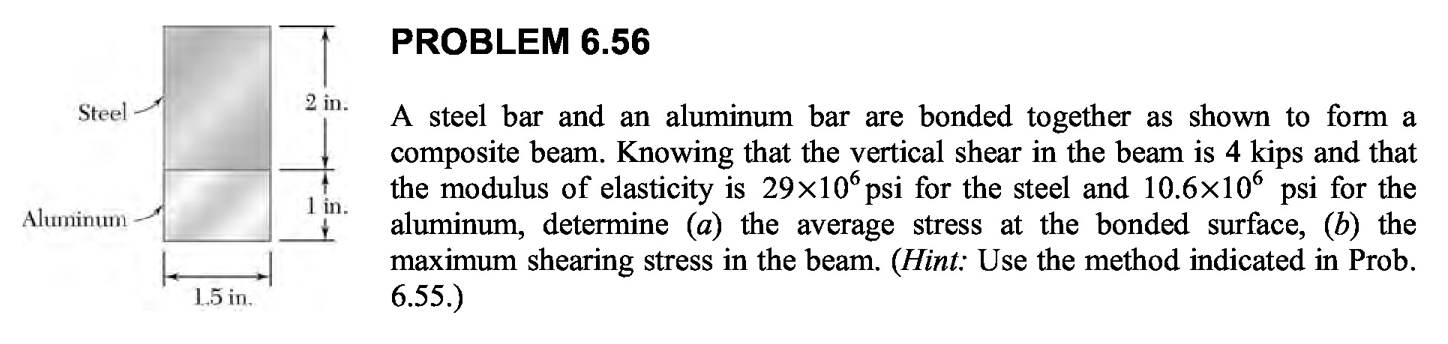 PROBLEM 6.56
Steel
2 in.
Aluminum
1 in.
1.5 in.
A steel bar and an aluminum bar are bonded together as shown to form a
composite beam. Knowing that the vertical shear in the beam is 4 kips and that
the modulus of elasticity is 29×10⁶ psi for the steel and 10.6×10⁶ psi for the
aluminum, determine (a) the average stress at the bonded surface, (b) the
maximum shearing stress in the beam. (Hint: Use the method indicated in Prob.
6.55.)